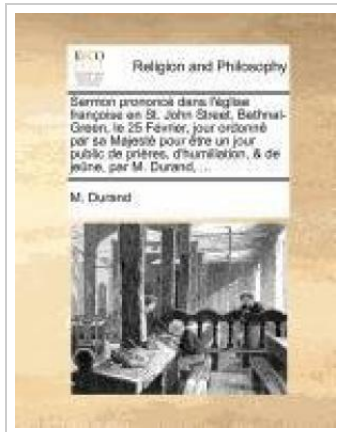 ECCO
Religion and Philosophy
Sermon prononcé dans l'église
françoise en St. John Street, Bethnal-
Green, le 25 Février, jour ordonné
par sa Majesté pour être un jour
public de prières, d'humiliation, & de
jeûne, par M. Durand, ...
M. Durand